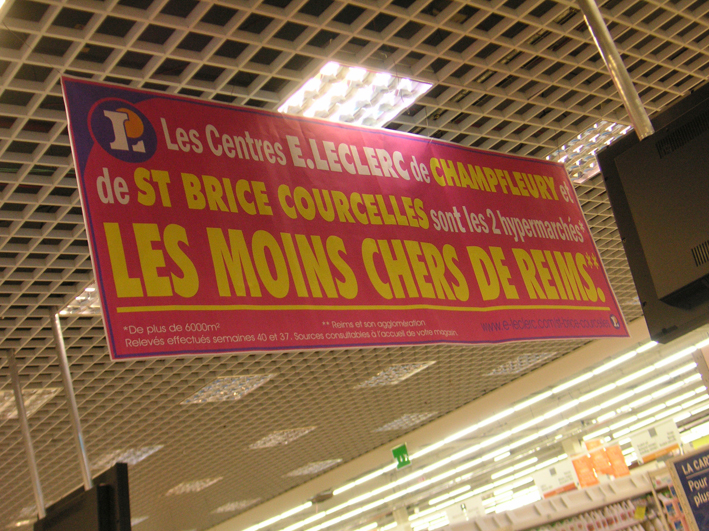 L
Les Centres E.LECLERC de CHAMPFLEURY et
de ST BRICE COURCELLES sont les 2 hypermarchés*
LES MOINS CHERS DE REIMS.**
*De plus de 6000m²
** Reims et son agglomération
Relevés effectués semaines 40 et 37. Sources consultables à l'accueil de votre magasin.
LA CARTE
Pour
plus